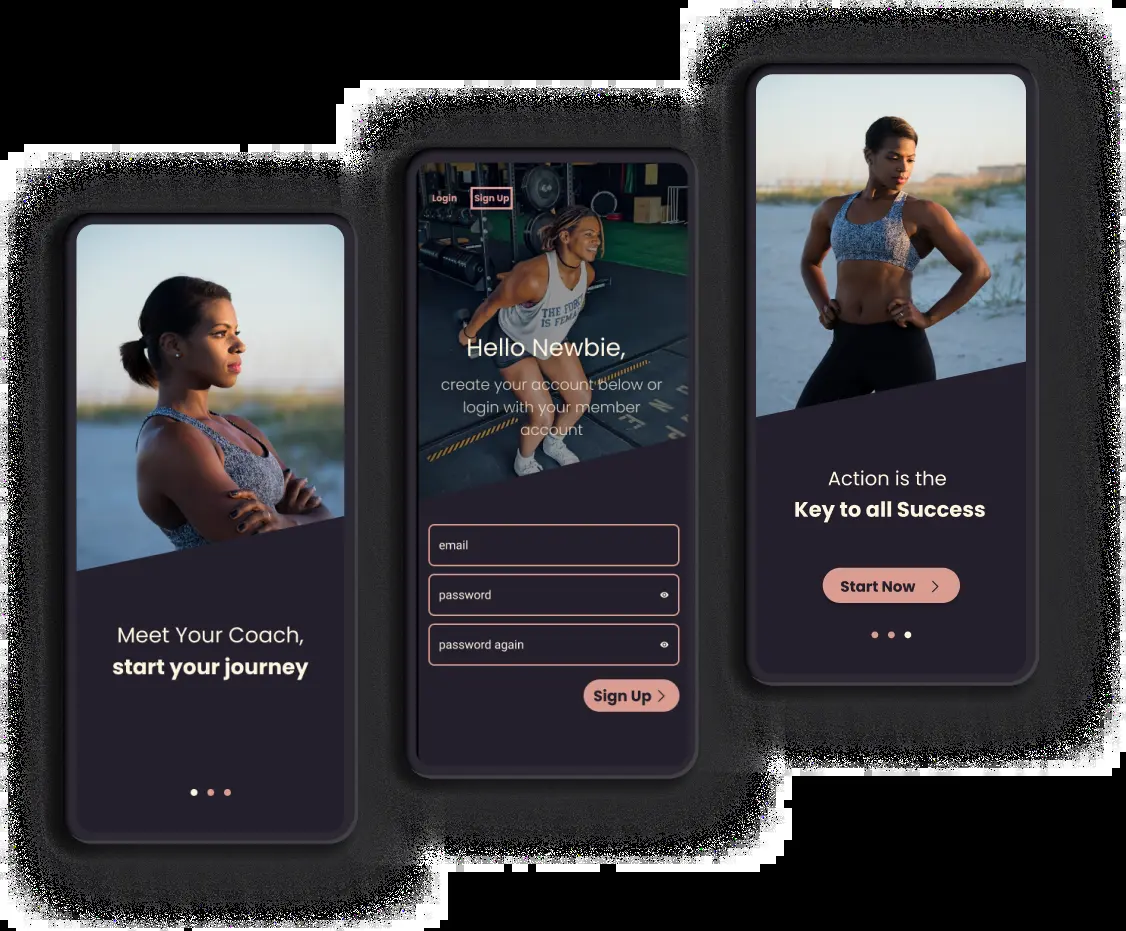 Meet Your Coach,
start your journey
Login
Sign Up
THE FORCE
IS FEMALE
Hello Newbie,
create your account below or
login with your member
account
email
password
password again
Sign Up
Action is the
Key to all Success
Start Now